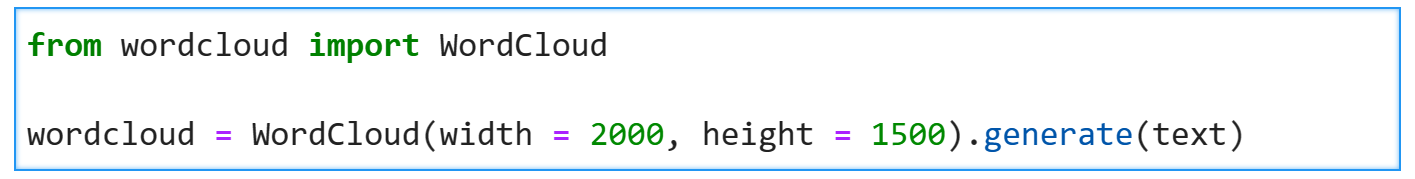 from wordcloud import WordCloud
wordcloud = WordCloud(width = 2000, height = 1500).generate(text)